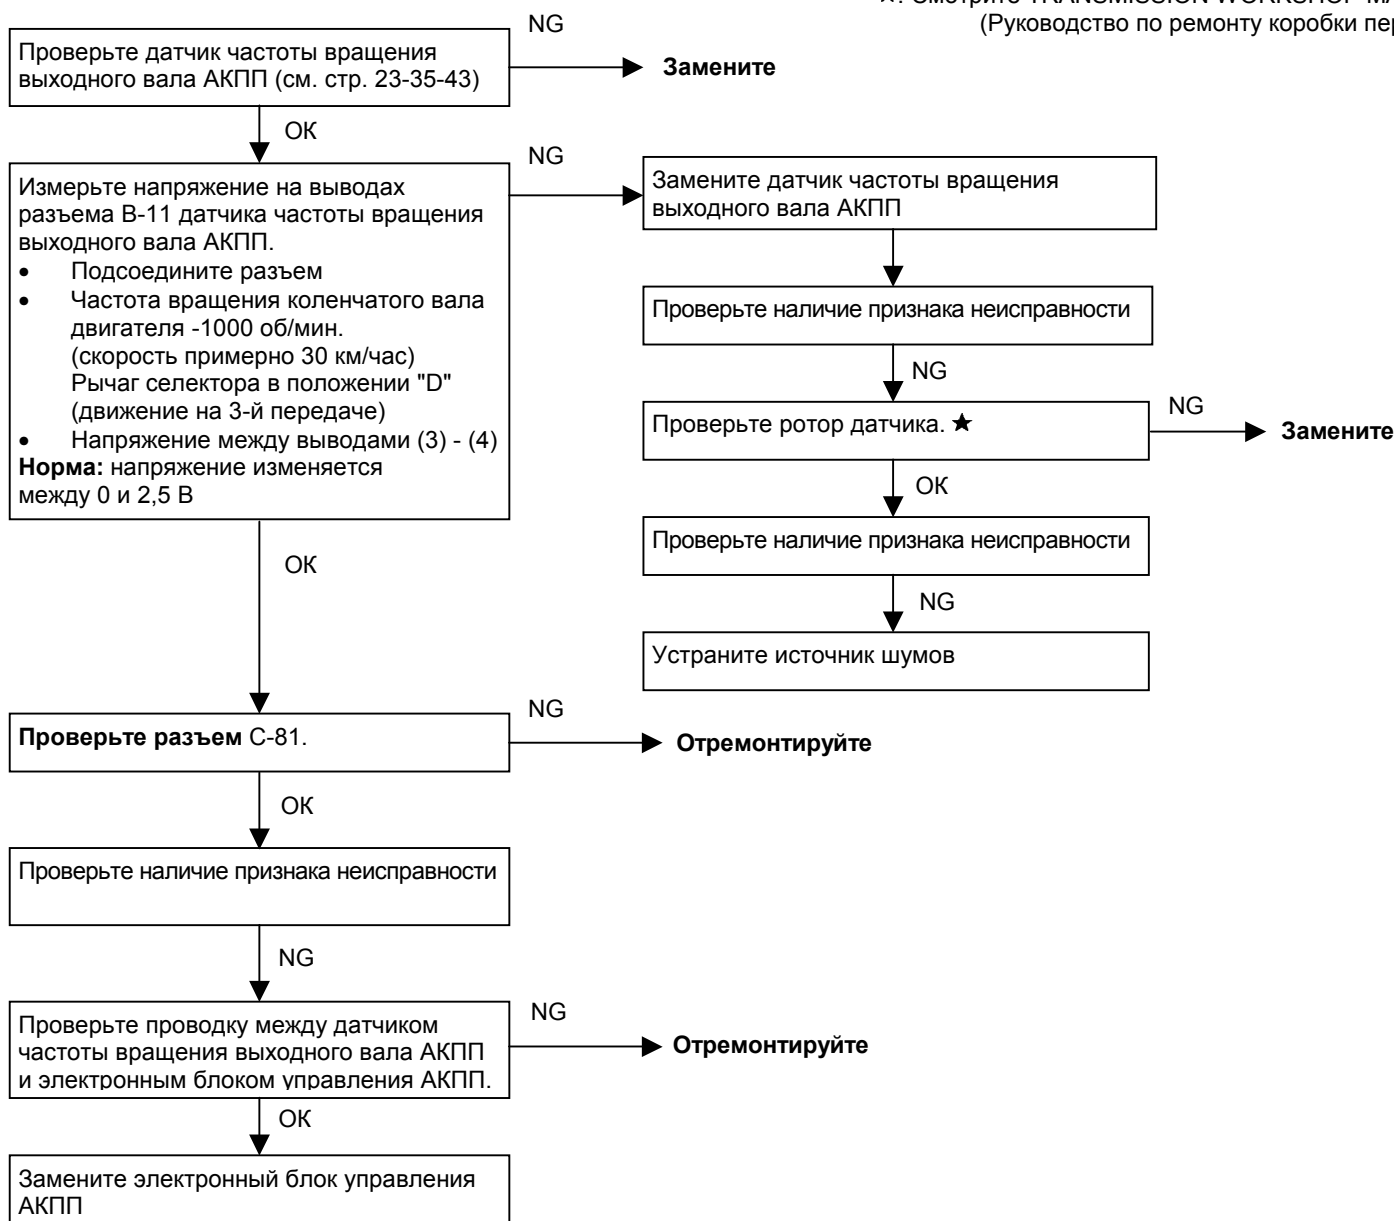 (Руководство по ремонту коробки
NG
Проверьте датчик частоты вращения
выходного вала АКПП (см. стр. 23-35-43)
Замените
OK
Измерьте напряжение на выводах
разъема B-11 датчика частоты вращения
выходного вала АКПП.
• Подсоедините разъем
• Частота вращения коленчатого вала
двигателя -1000 об/мин.
(скорость примерно 30 км/час)
Рычаг селектора в положении "D"
(движение на 3-й передаче)
• Напряжение между выводами (3) - (4)
Норма: напряжение изменяется
между 0 и 2,5 В
NG
Замените датчик частоты вращения
выходного вала АКПП
Проверьте наличие признака неисправности
NG
Проверьте ротор датчика. ★
NG
Замените
OK
Проверьте наличие признака неисправности
NG
Устраните источник шумов
OK
Проверьте разъем C-81.
NG
Отремонтируйте
OK
Проверьте наличие признака неисправности
NG
Проверьте проводку между датчиком
частоты вращения выходного вала АКПП
и электронным блоком управления АКПП.
NG
Отремонтируйте
OK
Замените электронный блок управления
АКПП